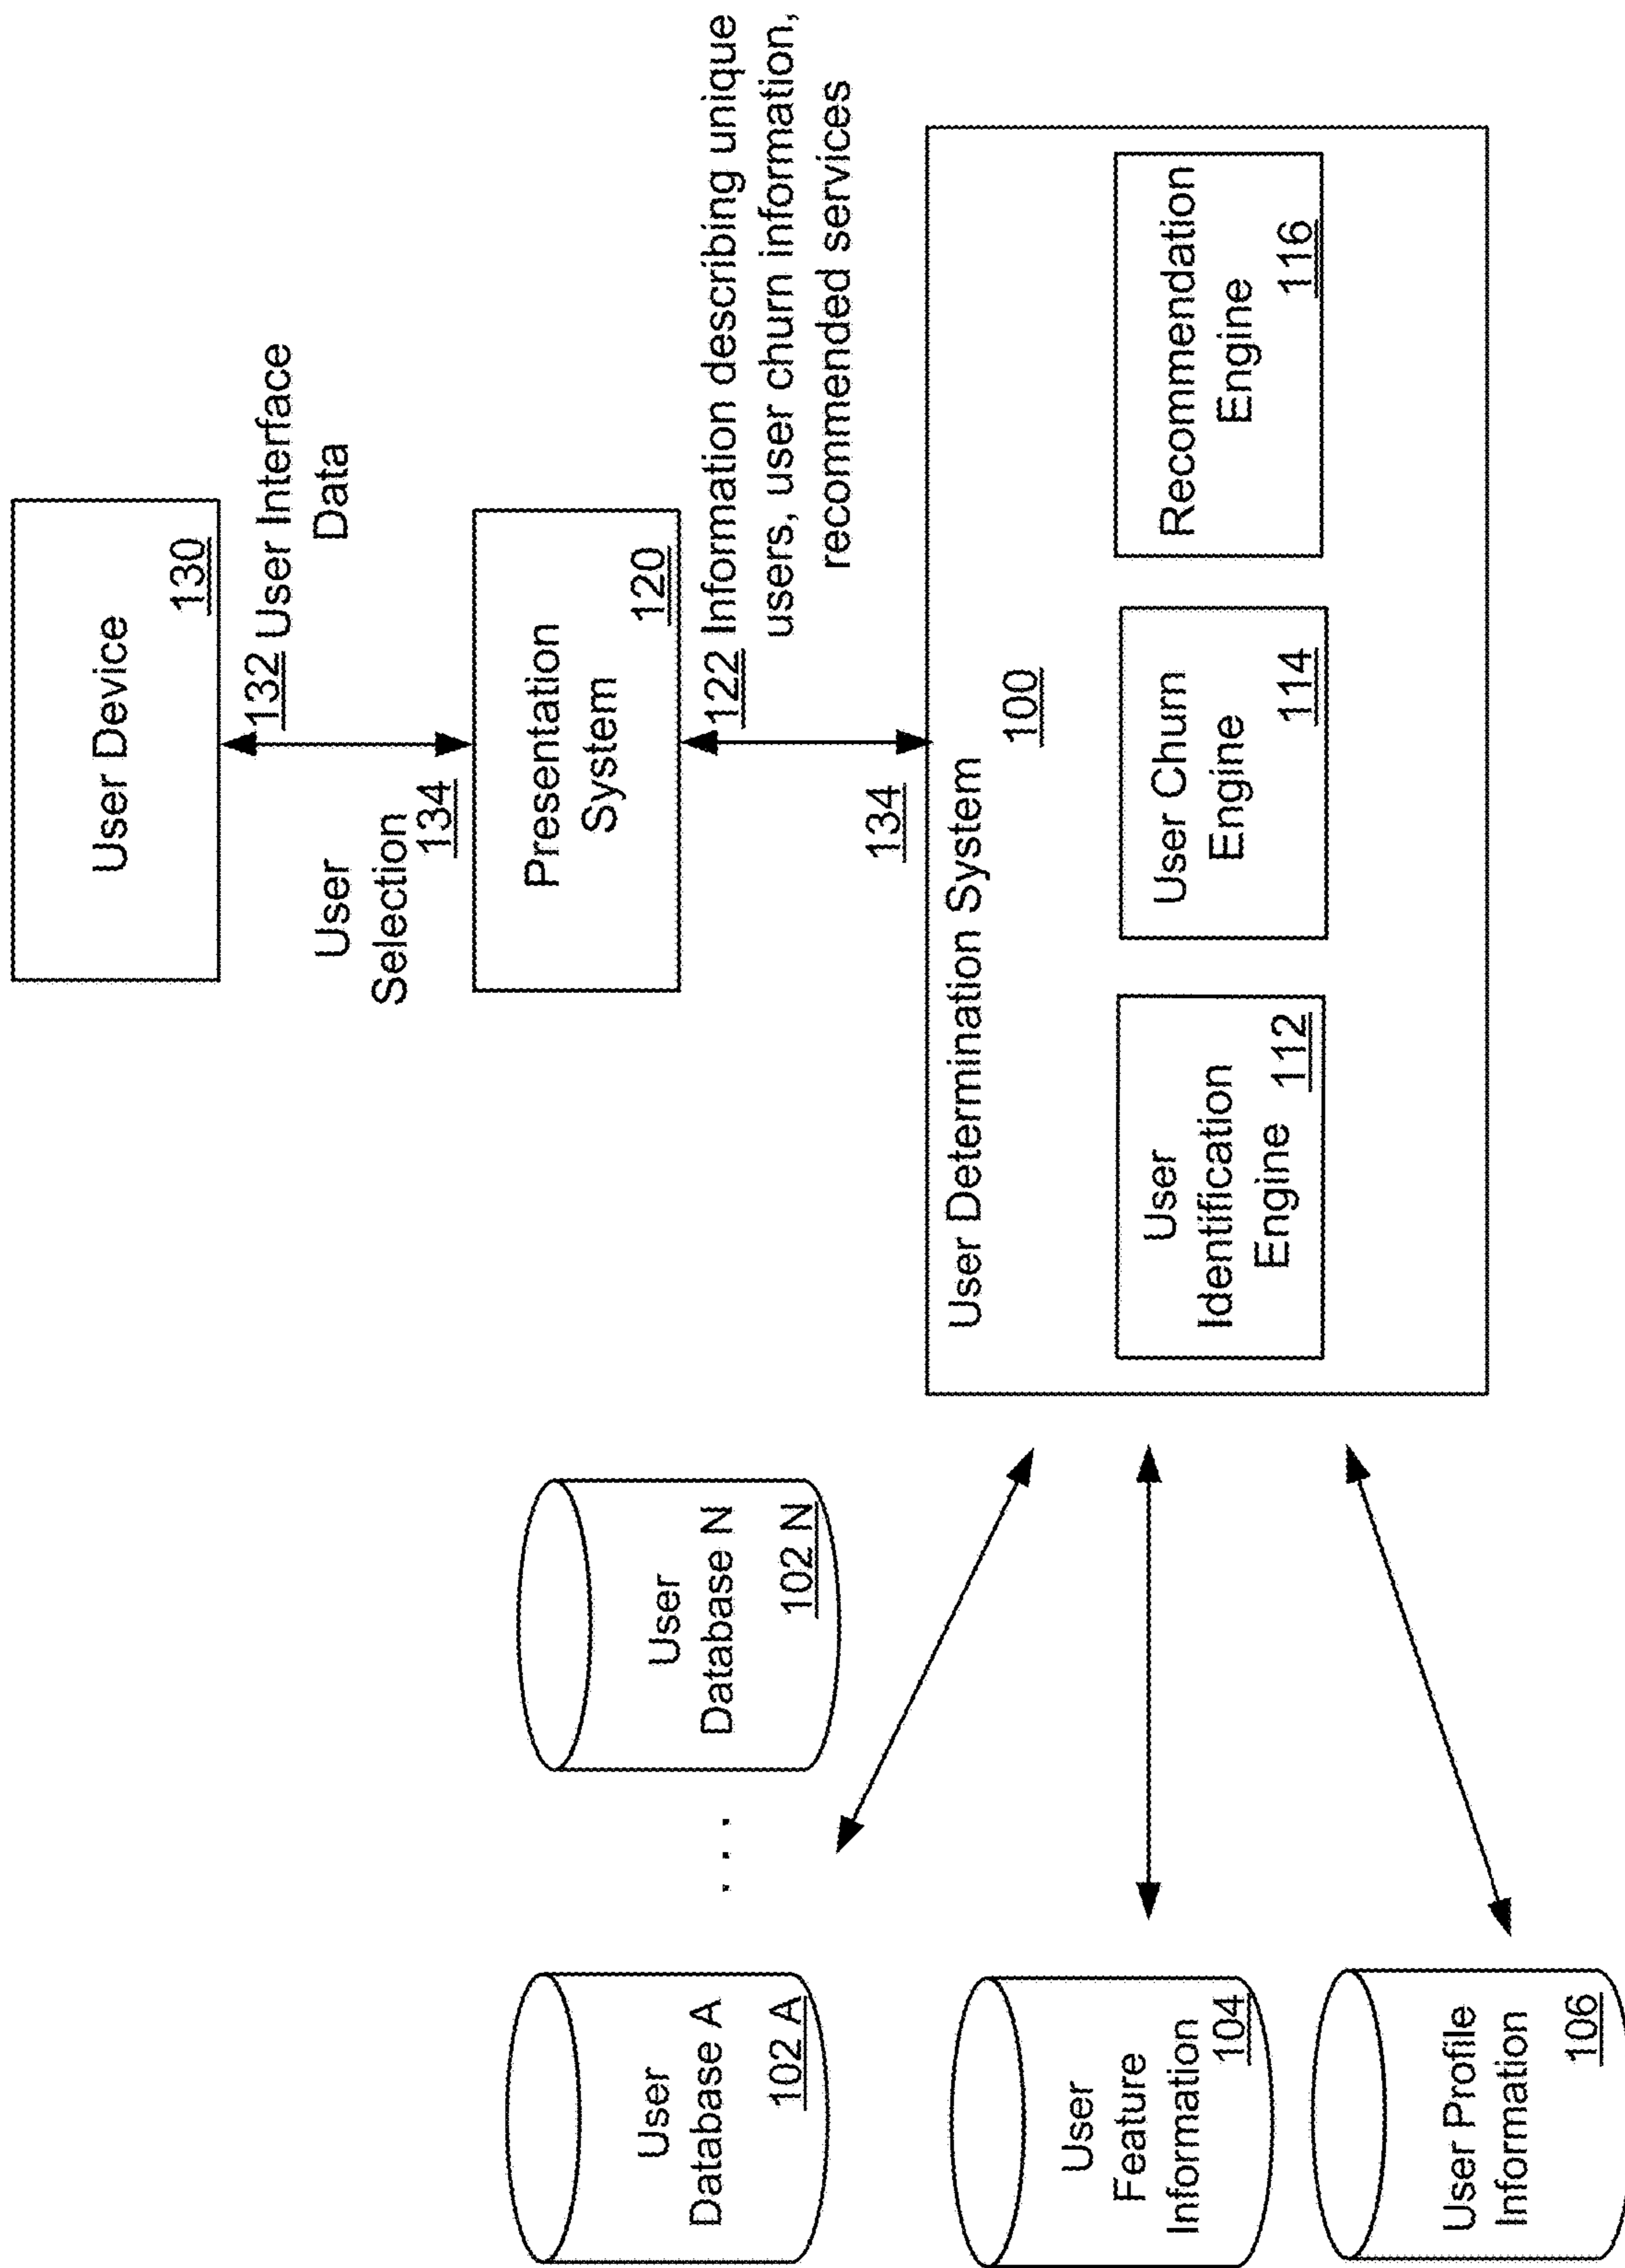 User Device
130
132 User Interface
Data
User
Selection
134
Presentation
System
120
122 Information describing unique
users, user churn information,
recommended services
134
User Determination System
100
User
Identification
Engine 112
User Churn
Engine
114
Recommendation
Engine
116
User
Database A
102 A
. . .
User
Database N
102 N
User
Feature
Information
104
User Profile
Information
106